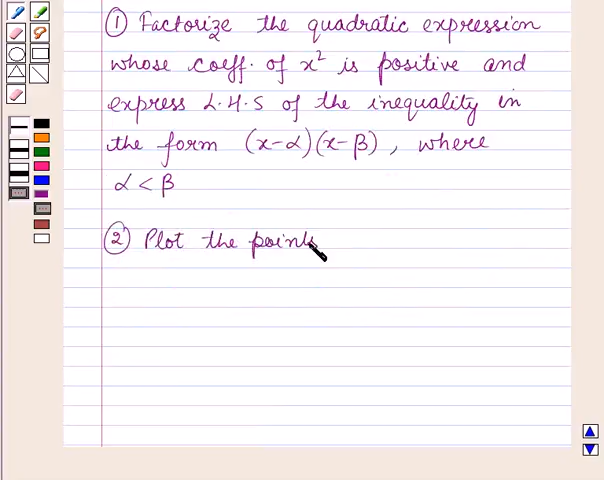 ① Factorize the quadratic expression
whose coeff. of x² is positive and
express L.H.S of the inequality in
the form (x-α)(x-β), where
α < β
② Plot the points